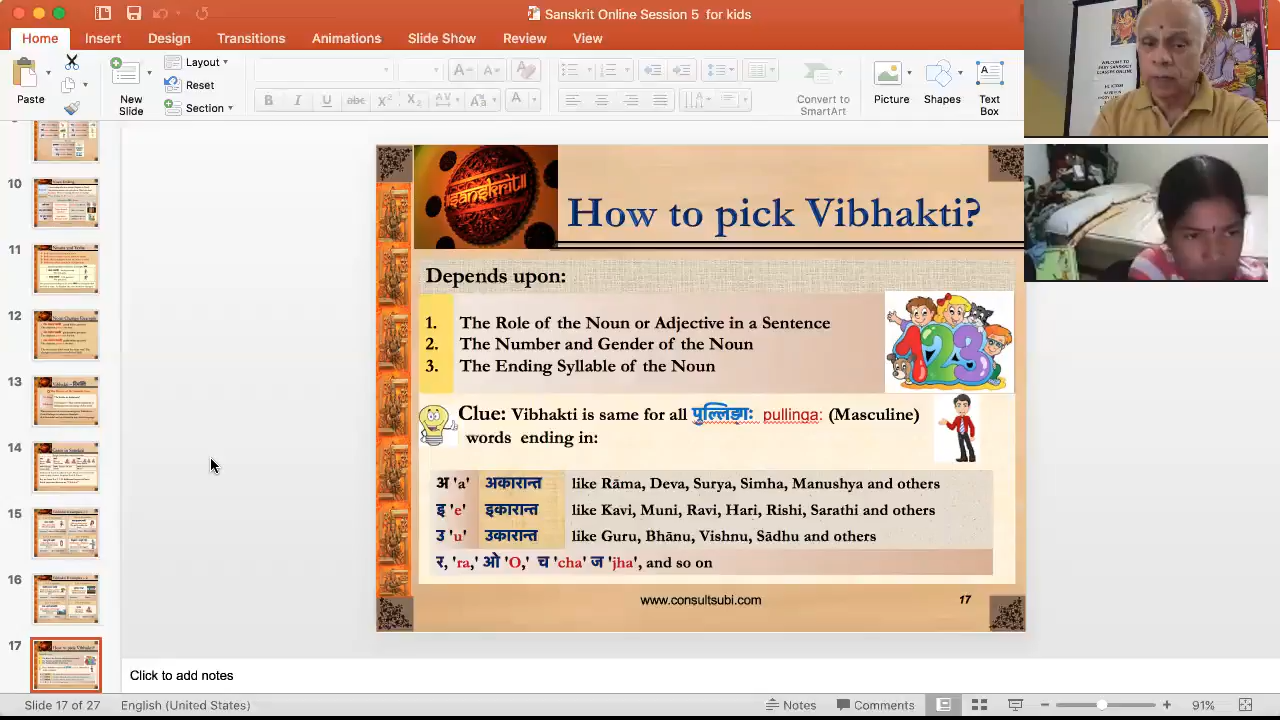 Sanskrit Online Session 5 for kids
Home Insert Design Transitions Animations Slide Show Review View
Paste
New Slide
Layout
Reset
Section
B I U abc X² AV Aa A
Convert to SmartArt
Picture
Shapes
Text Box
WELCOME TO
10
11
12
13
14
15
16
17
How to pick Vibhakti?
Depends upon:
1. The Role of the Noun or Adjective in a Sentence
2. The Number and Gender of the Noun
3. The Ending Syllable of the Noun
Clue: Vibhakti is same for all पुल्लिङ्गाः pullinga: (Masculine)
words ending in:
अ 'a' अकारान्त like Rāma, Deva, Surya, Simha, Manushya and others
इ 'e' इकारान्त like Kavi, Muni, Ravi, Hari, Rishi, Sarathi and others
उ 'u' उकारान्त like Guru, Bhānu, Vishnu, Sādhu and others
र, 'ra,' ओ 'O,' च 'cha' ज 'jha', and so on
www.consultsubi.com 17
Click to add notes
Slide 17 of 27 English (United States) Notes Comments 91%